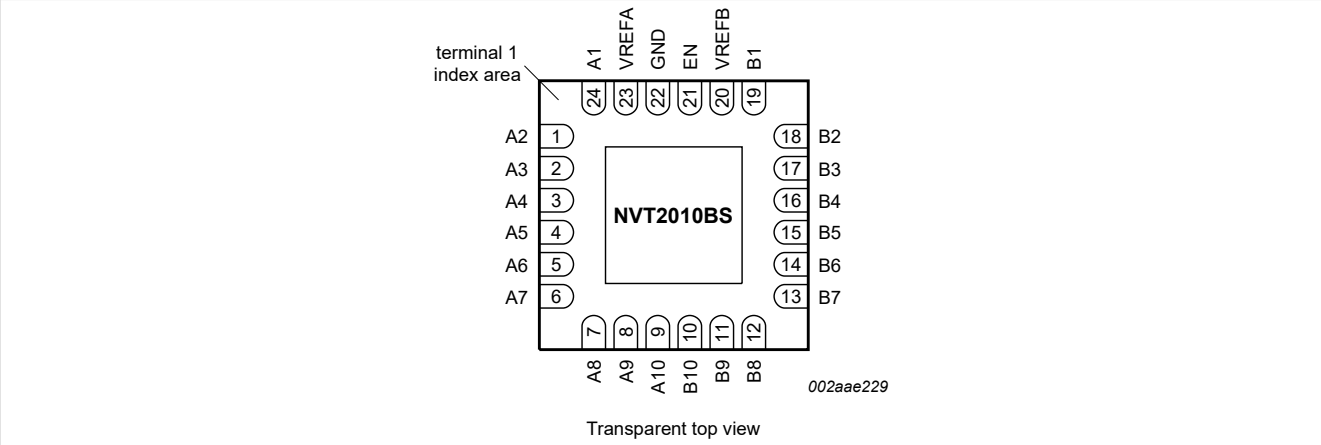 terminal 1
index area
A1
VREFA
GND
EN
VREFB
B1
24
23
22
21
20
19
A2 1
A3 2
A4 3
A5 4
A6 5
A7 6
NVT2010BS
18 B2
17 B3
16 B4
15 B5
14 B6
13 B7
7
8
9
10
11
12
A8
A9
A10
B10
B9
B8
002aae229
Transparent top view